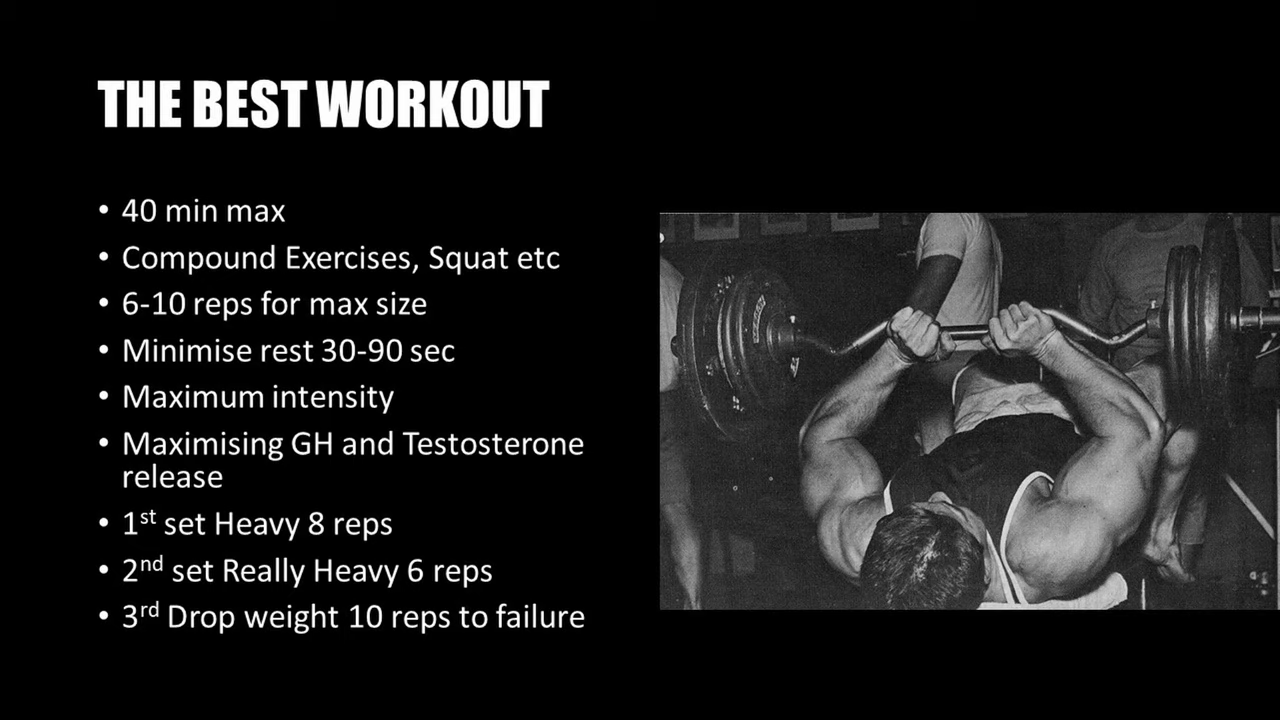 THE BEST WORKOUT
• 40 min max
• Compound Exercises, Squat etc
• 6-10 reps for max size
• Minimise rest 30-90 sec
• Maximum intensity
• Maximising GH and Testosterone
release
• 1st set Heavy 8 reps
• 2nd set Really Heavy 6 reps
• 3rd Drop weight 10 reps to failure